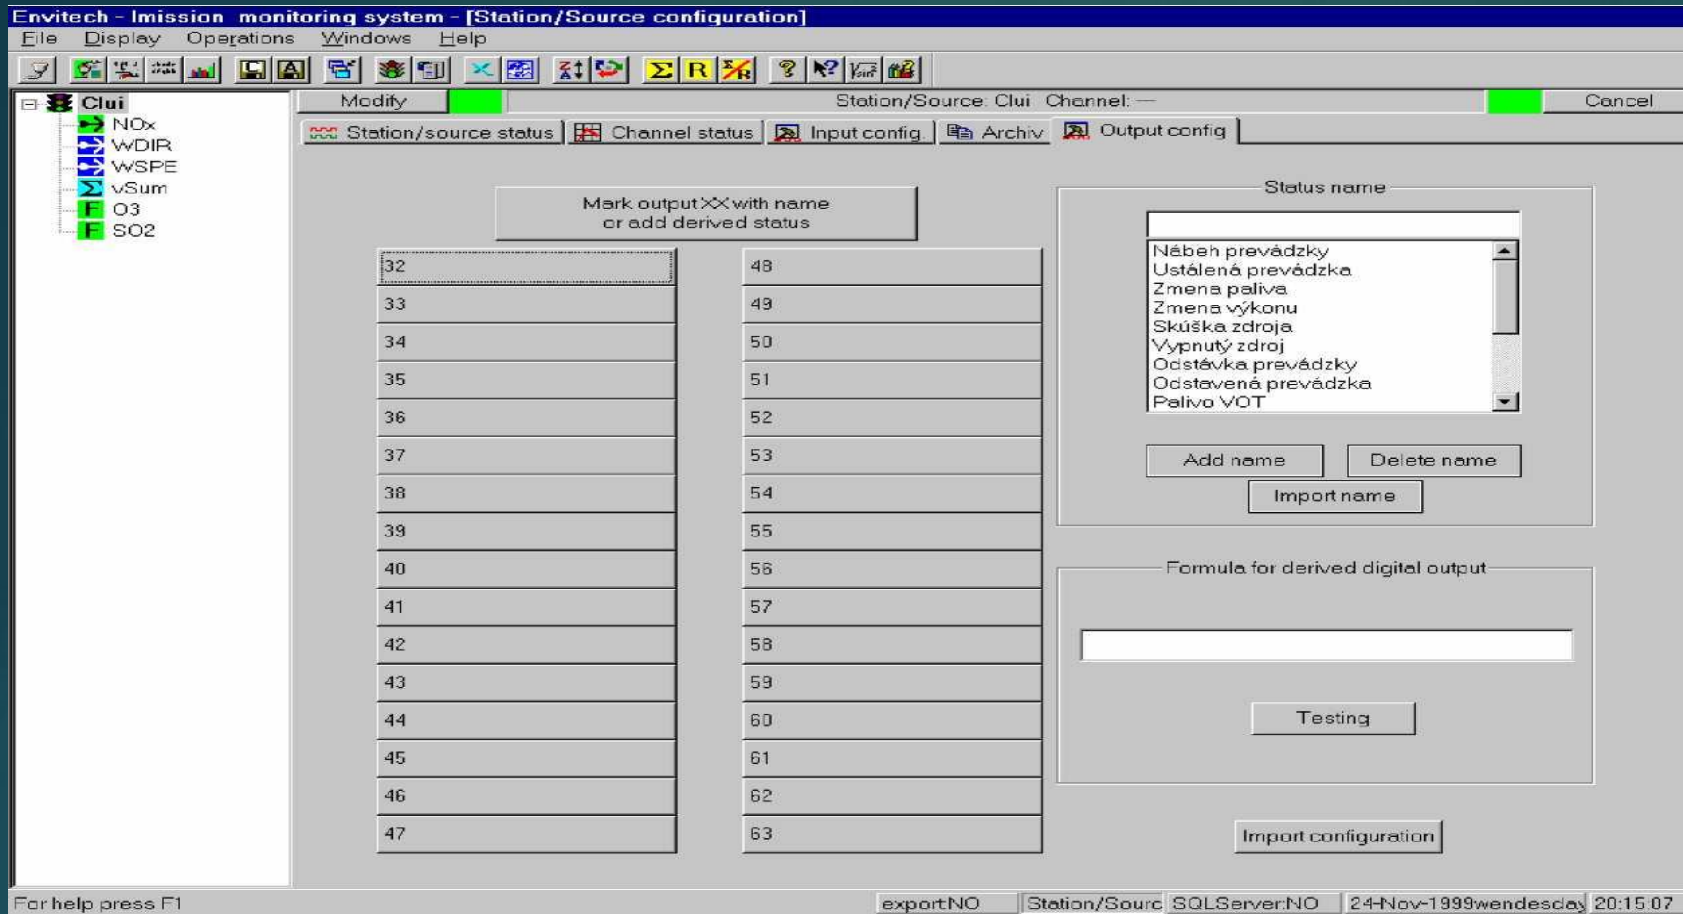 Envitech - Imission monitoring system - [Station/Source configuration]
File Display Operations Windows Help
Σ R Σ/R ? ?
Clui
NOx
WDIR
WSPE
Σ vSum
F O3
F SO2
Modify
Station/Source: Clui Channel: ---
Cancel
Station/source status
Channel status
Input config.
Archiv
Output config
Mark output XX with name
or add derived status
32
33
34
35
36
37
38
39
40
41
42
43
44
45
46
47
48
49
50
51
52
53
54
55
56
57
58
59
60
61
62
63
Status name
Nábeh prevádzky
Ustálená prevádzka
Zmena paliva
Zmena výkonu
Skúška zdroja
Vypnutý zdroj
Odstávka prevádzky
Odstavená prevádzka
Palivo VOT
Add name
Delete name
Import name
Formula for derived digital output
Testing
Import configuration
For help press F1
export:NO
Station/Sourc
SQLServer:NO
24-Nov-1999wendesday
20:15:07